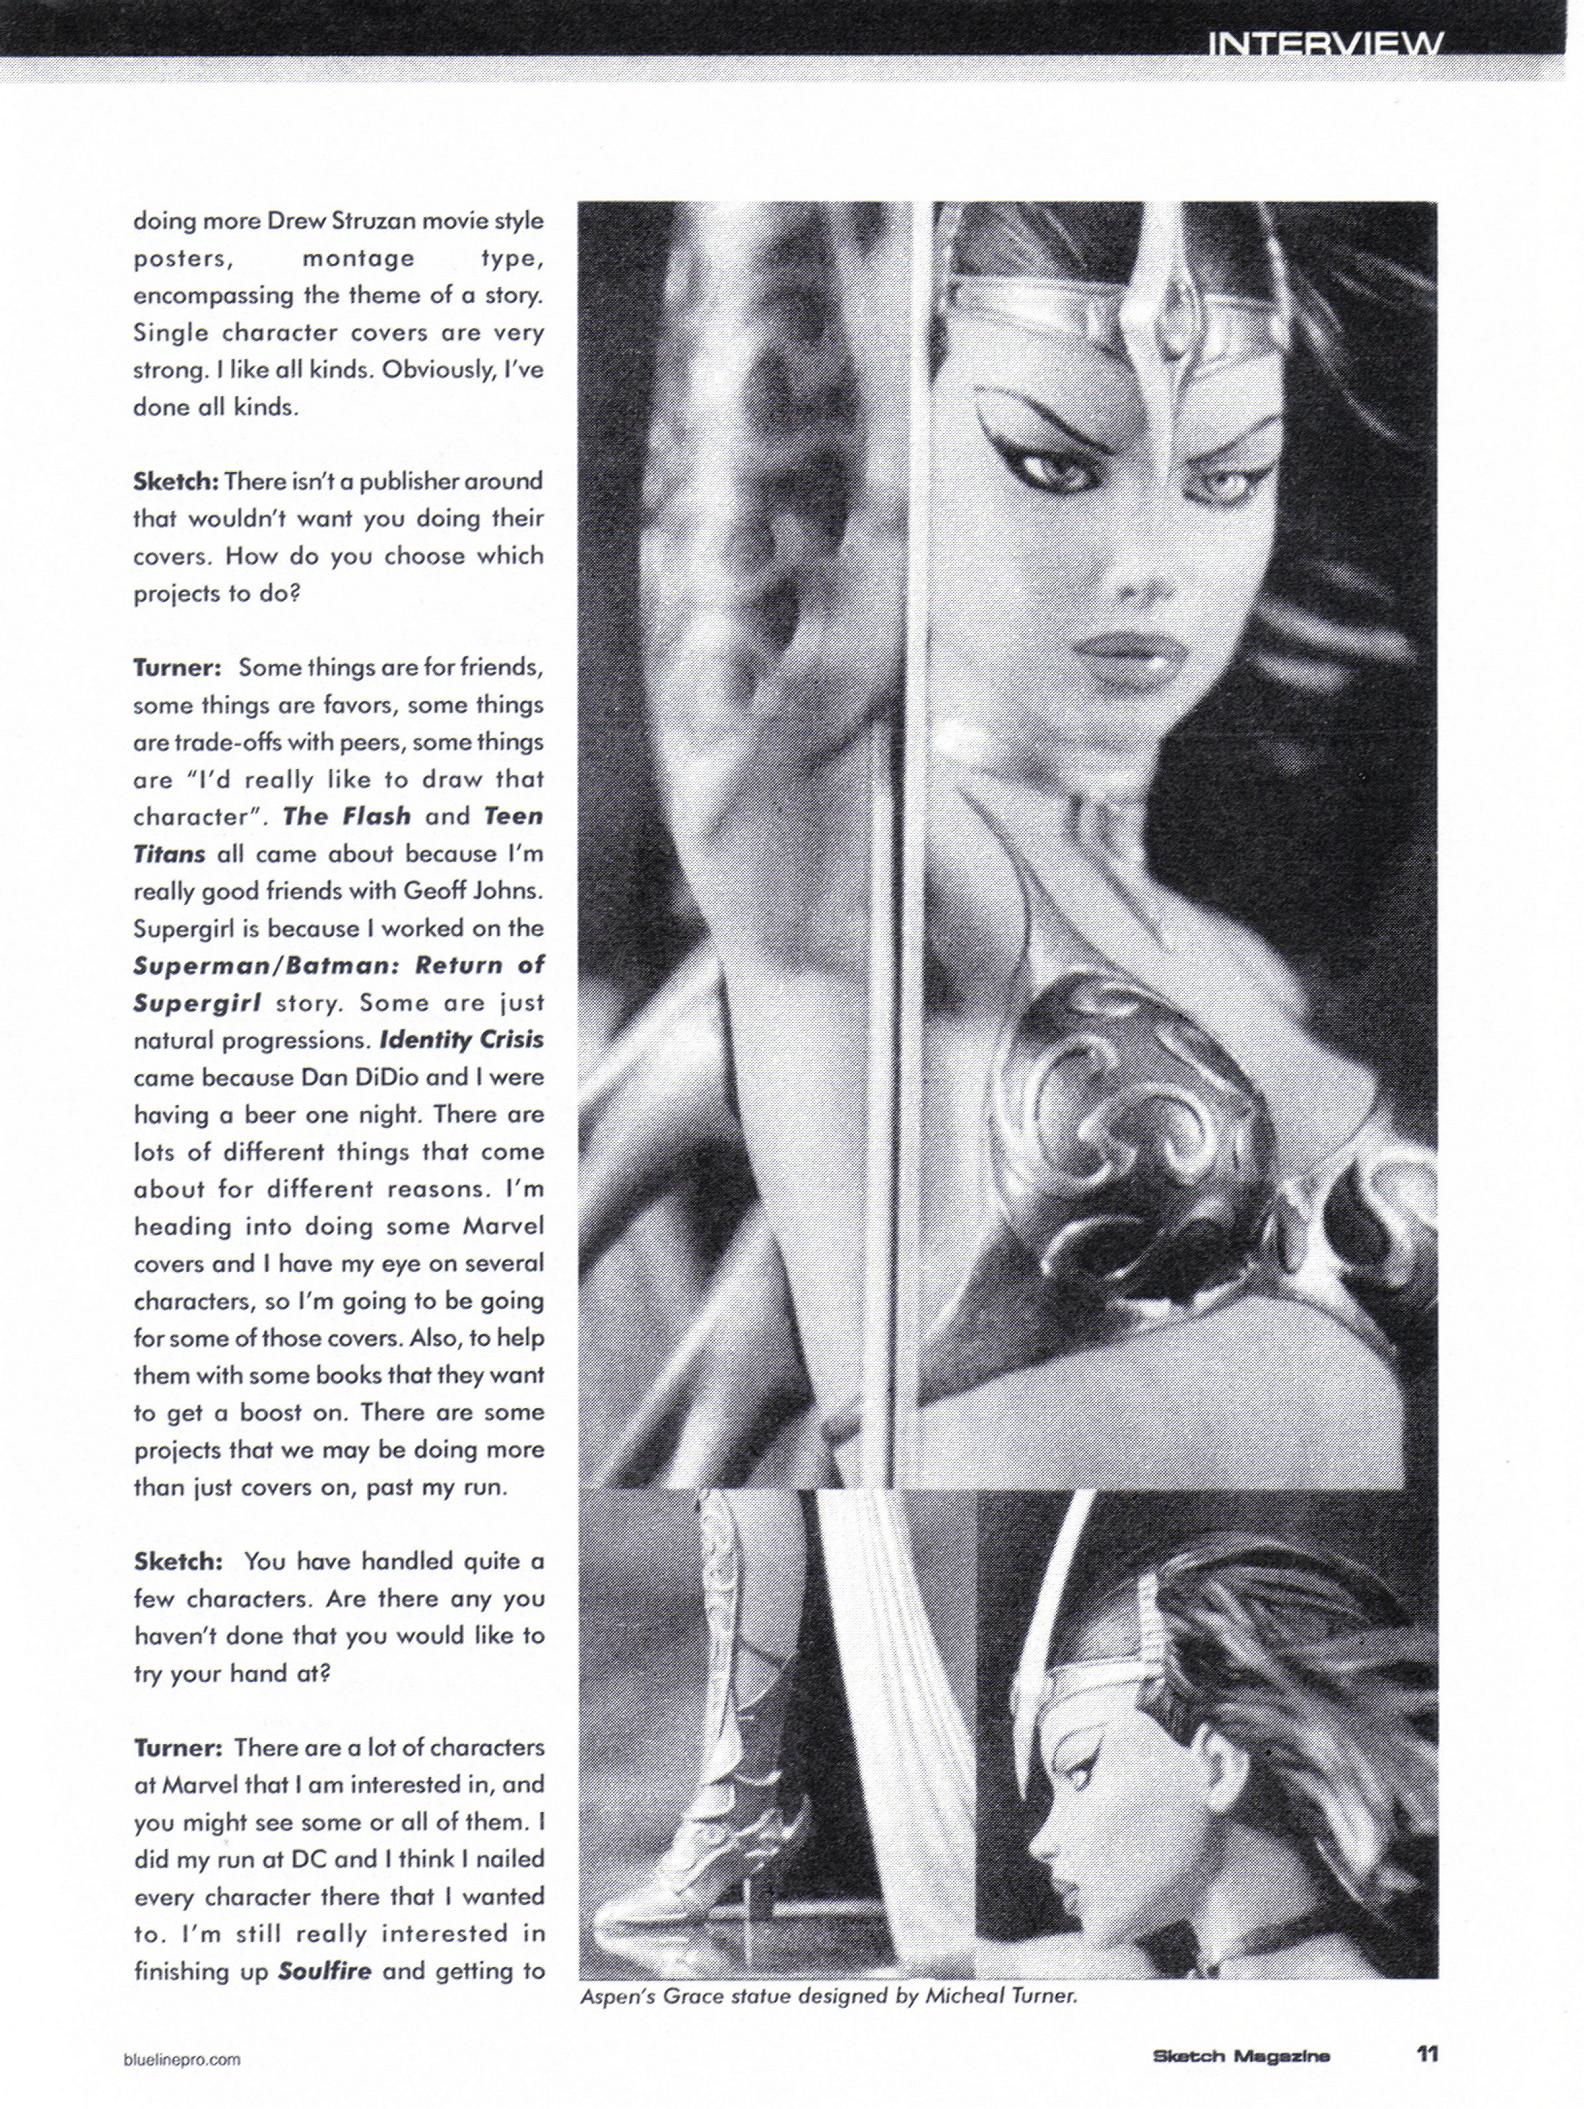 INTERVIEW
doing more Drew Struzan movie style
posters, montage type,
encompassing the theme of a story.
Single character covers are very
strong. I like all kinds. Obviously, I've
done all kinds.
Sketch: There isn't a publisher around
that wouldn't want you doing their
covers. How do you choose which
projects to do?
Turner: Some things are for friends,
some things are favors, some things
are trade-offs with peers, some things
are "I'd really like to draw that
character". The Flash and Teen
Titans all came about because I'm
really good friends with Geoff Johns.
Supergirl is because I worked on the
Superman/Batman: Return of
Supergirl story. Some are just
natural progressions. Identity Crisis
came because Dan DiDio and I were
having a beer one night. There are
lots of different things that come
about for different reasons. I'm
heading into doing some Marvel
covers and I have my eye on several
characters, so I'm going to be going
for some of those covers. Also, to help
them with some books that they want
to get a boost on. There are some
projects that we may be doing more
than just covers on, past my run.
Sketch: You have handled quite a
few characters. Are there any you
haven't done that you would like to
try your hand at?
Turner: There are a lot of characters
at Marvel that I am interested in, and
you might see some or all of them. I
did my run at DC and I think I nailed
every character there that I wanted
to. I'm still really interested in
finishing up Soulfire and getting to
Aspen's Grace statue designed by Micheal Turner.
bluelinepro.com
Sketch Magazine 11